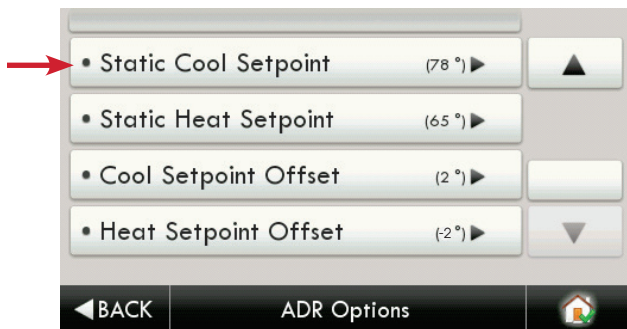 • Static Cool Setpoint (78 °)▶
• Static Heat Setpoint (65 °)▶
• Cool Setpoint Offset (2 °)▶
• Heat Setpoint Offset (-2 °)▶
◀BACK ADR Options